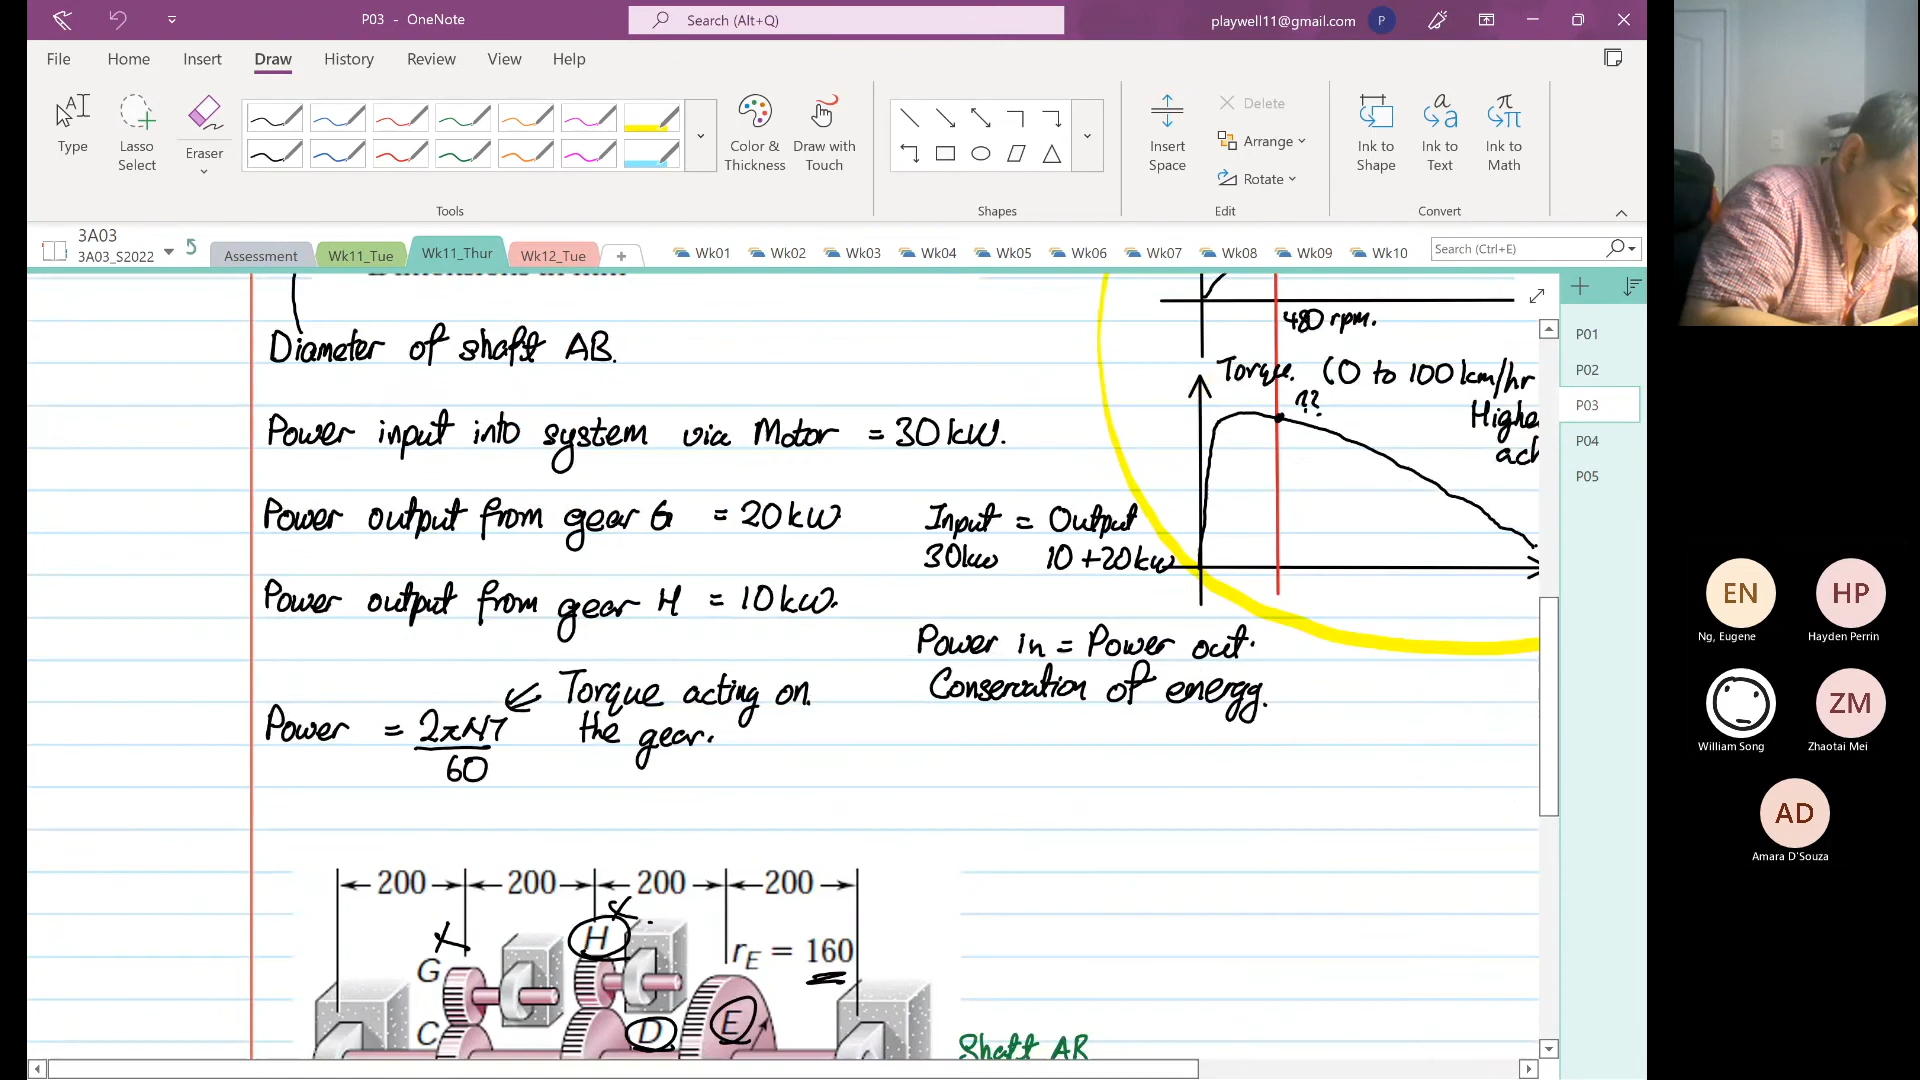 P03 - OneNote
Search (Alt+Q)
playwell11@gmail.com
P
File
Home
Insert
Draw
History
Review
View
Help
Type
Lasso
Select
Eraser
Color &
Thickness
Draw with
Touch
Insert
Space
Delete
Arrange
Rotate
Ink to
Shape
Ink to
Text
Ink to
Math
Tools
Shapes
Edit
Convert
3A03
3A03_S2022
Assessment
Wk11_Tue
Wk11_Thur
Wk12_Tue
Wk01
Wk02
Wk03
Wk04
Wk05
Wk06
Wk07
Wk08
Wk09
Wk10
Search (Ctrl+E)
P01
P02
P03
P04
P05
480 rpm.
Diameter of shaft AB.
Torque. (0 to 100 km/hr
??
Power input into system via Motor = 30 kW.
Power output from gear G = 20 kW
Input = Output
30kw 10 + 20 kw
Power output from gear H = 10 kW.
Power in = Power out.
Conservation of energy.
Power = 2πNT
60
Torque acting on
the gear.
200
200
200
200
H
rE = 160
G
C
D
E
Shaft AB
EN
Ng, Eugene
HP
Hayden Perrin
William Song
ZM
Zhaotai Mei
AD
Amara D'Souza